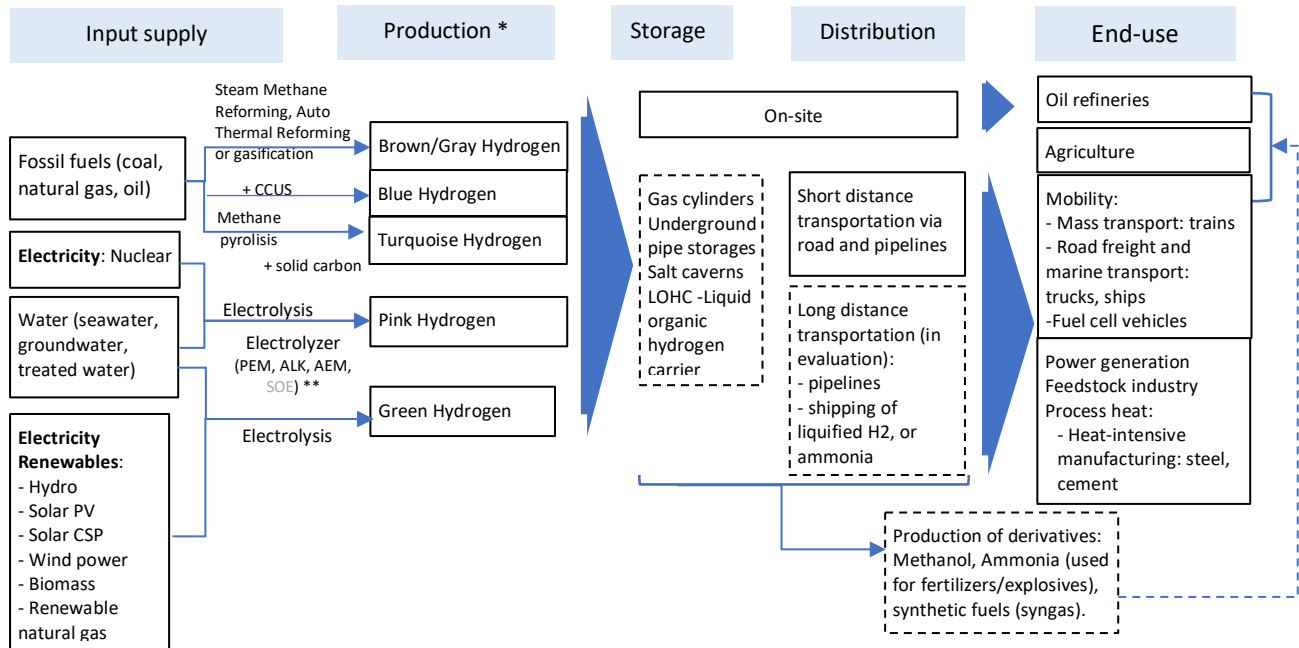 Input supply
Production *
Storage
Distribution
End-use
Steam Methane
Reforming, Auto
Thermal Reforming
or gasification
+ CCUS
Methane
pyrolisis
+ solid carbon
Fossil fuels (coal,
natural gas, oil)
Electricity: Nuclear
Water (seawater,
groundwater,
treated water)
Electricity
Renewables:
- Hydro
- Solar PV
- Solar CSP
- Wind power
- Biomass
- Renewable
natural gas
Electrolysis
Electrolyzer
(PEM, ALK, AEM,
SOE) **
Electrolysis
Brown/Gray Hydrogen
Blue Hydrogen
Turquoise Hydrogen
Pink Hydrogen
Green Hydrogen
On-site
Gas cylinders
Underground
pipe storages
Salt caverns
LOHC -Liquid
organic
hydrogen
carrier
Short distance
transportation via
road and pipelines
Long distance
transportation (in
evaluation):
- pipelines
- shipping of
liquified H2, or
ammonia
Oil refineries
Agriculture
Mobility:
- Mass transport: trains
- Road freight and
marine transport:
trucks, ships
-Fuel cell vehicles
Power generation
Feedstock industry
Process heat:
- Heat-intensive
manufacturing: steel,
cement
Production of derivatives:
Methanol, Ammonia (used
for fertilizers/explosives),
synthetic fuels (syngas).